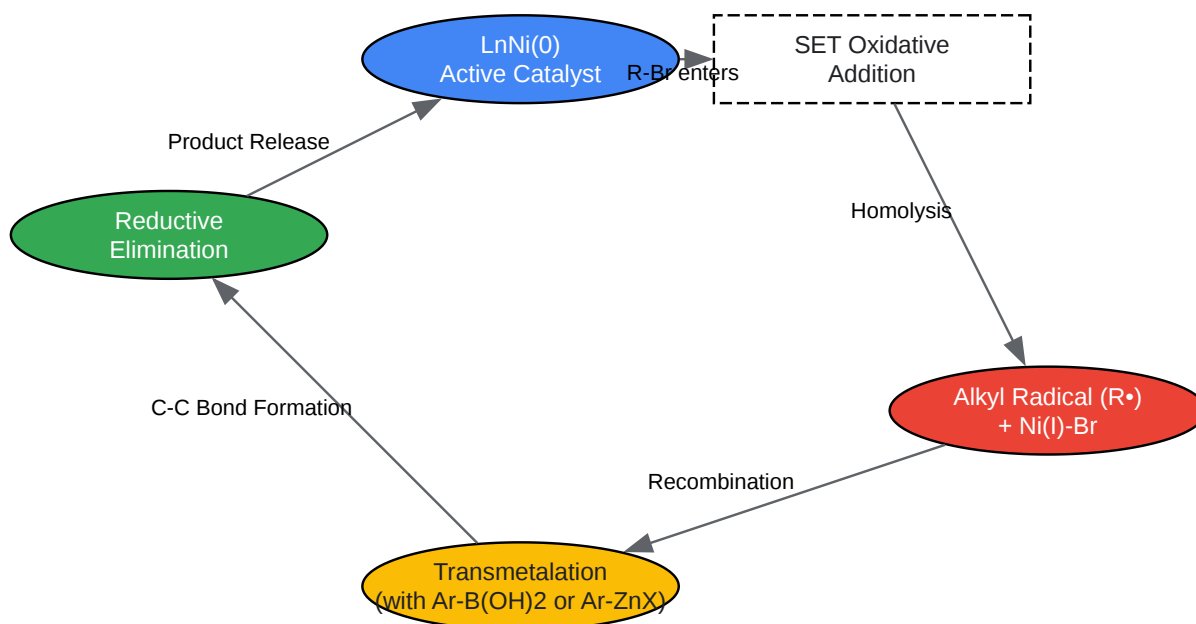 LnNi(0)
Active Catalyst
R-Br enters
SET Oxidative
Addition
Product Release
Homolysis
Reductive
Elimination
Alkyl Radical (R•)
+ Ni(I)-Br
C-C Bond Formation
Recombination
Transmetalation
(with Ar-B(OH)2 or Ar-ZnX)